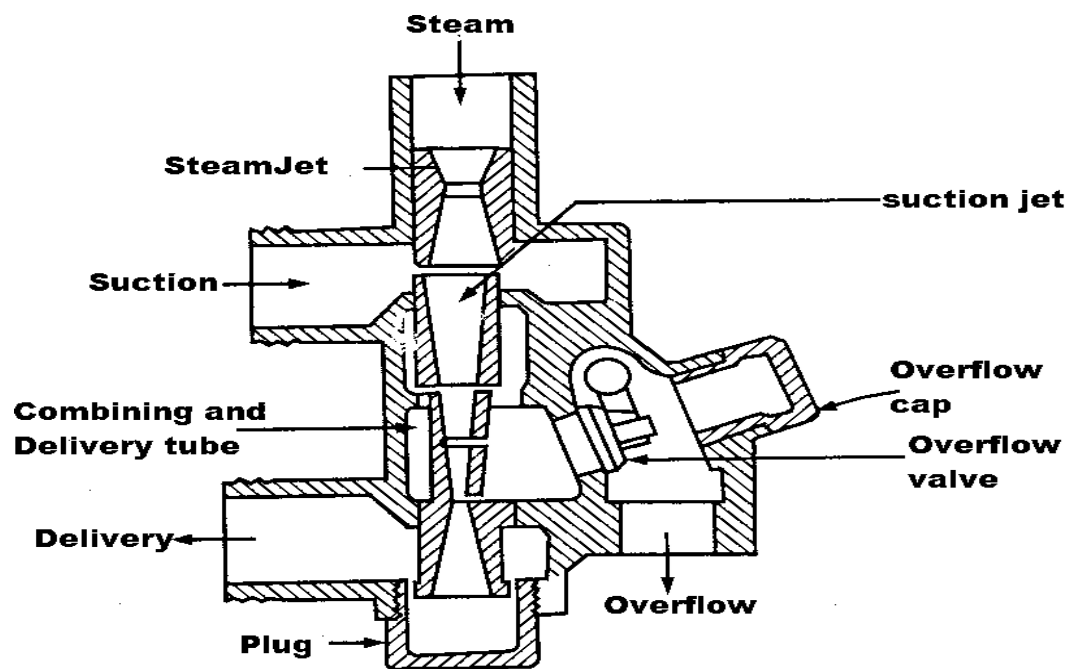 Steam
SteamJet
suction jet
Suction
Overflow
cap
Combining and
Delivery tube
Overflow
valve
Delivery
Overflow
Plug